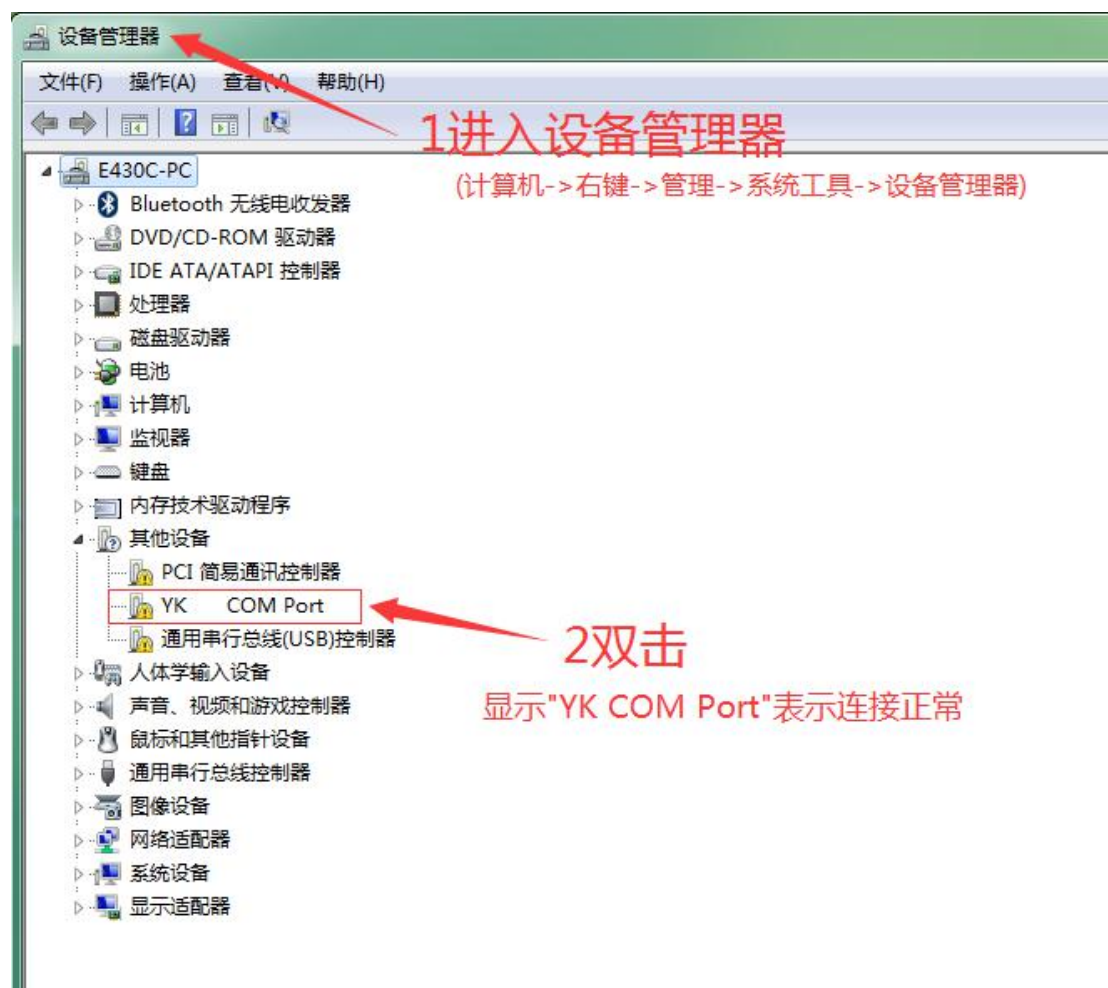 设备管理器
文件(F) 操作(A) 查看(V) 帮助(H)
1进入设备管理器
(计算机->右键->管理->系统工具->设备管理器)
E430C-PC
Bluetooth 无线电收发器
DVD/CD-ROM 驱动器
IDE ATA/ATAPI 控制器
处理器
磁盘驱动器
电池
计算机
监视器
键盘
内存技术驱动程序
其他设备
PCI 简易通讯控制器
YK COM Port
通用串行总线(USB)控制器
2双击
显示"YK COM Port"表示连接正常
人体学输入设备
声音、视频和游戏控制器
鼠标和其他指针设备
通用串行总线控制器
图像设备
网络适配器
系统设备
显示适配器